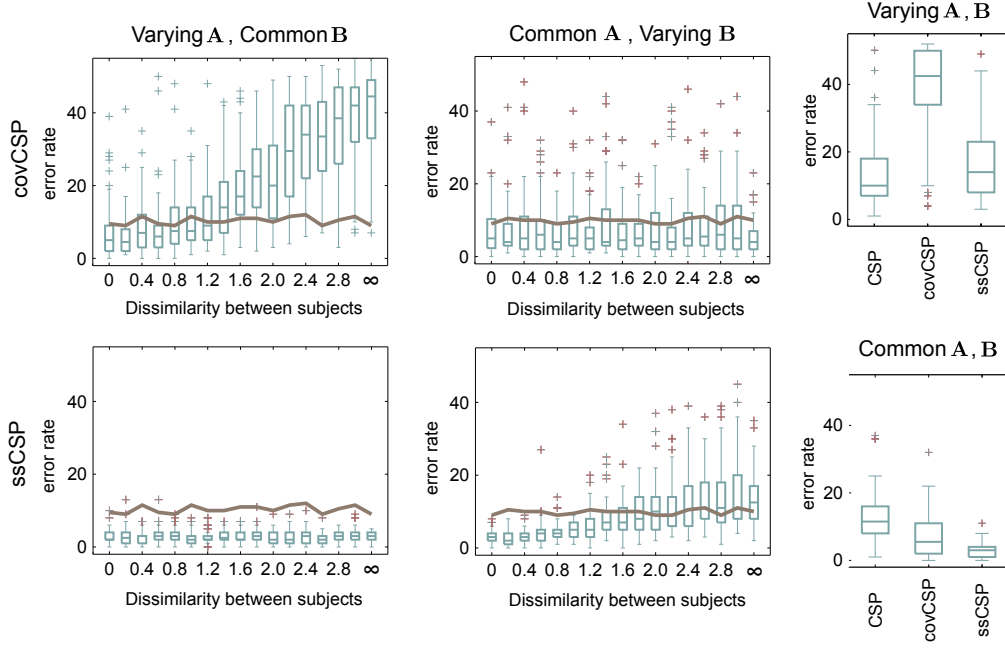 Varying A , Common B
covCSP
error rate
40
20
0
0 0.4 0.8 1.2 1.6 2.0 2.4 2.8 ∞
Dissimilarity between subjects
Common A , Varying B
error rate
40
20
0
0 0.4 0.8 1.2 1.6 2.0 2.4 2.8 ∞
Dissimilarity between subjects
Varying A , B
error rate
40
20
0
CSP
covCSP
ssCSP
ssCSP
error rate
40
20
0
0 0.4 0.8 1.2 1.6 2.0 2.4 2.8 ∞
Dissimilarity between subjects
error rate
40
20
0
0 0.4 0.8 1.2 1.6 2.0 2.4 2.8 ∞
Dissimilarity between subjects
Common A , B
error rate
40
20
0
CSP
covCSP
ssCSP